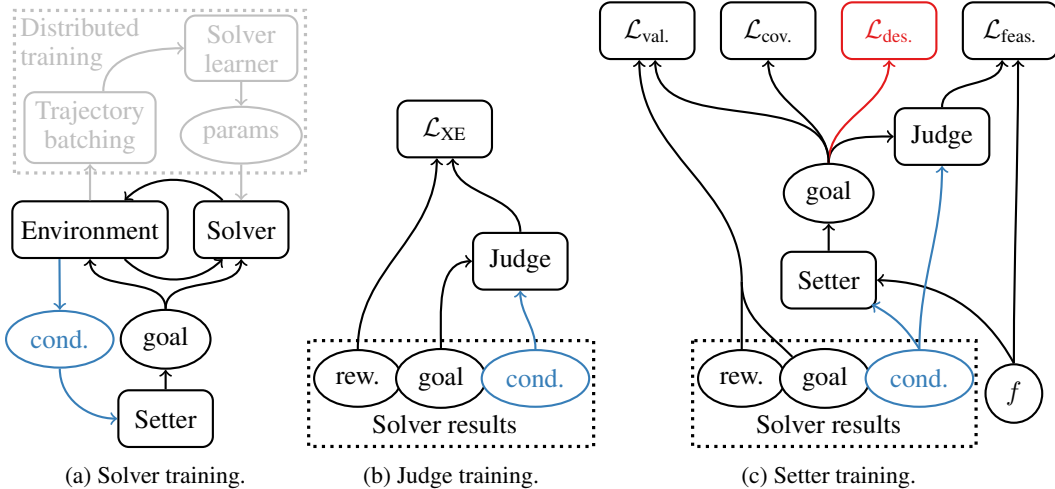 Distributed
training
Solver
learner
Trajectory
batching
params
Environment
Solver
cond.
goal
Setter
(a) Solver training.
ℒXE
Judge
rew.
goal
cond.
Solver results
(b) Judge training.
ℒval.
ℒcov.
ℒdes.
ℒfeas.
Judge
goal
Setter
rew.
goal
cond.
f
Solver results
(c) Setter training.